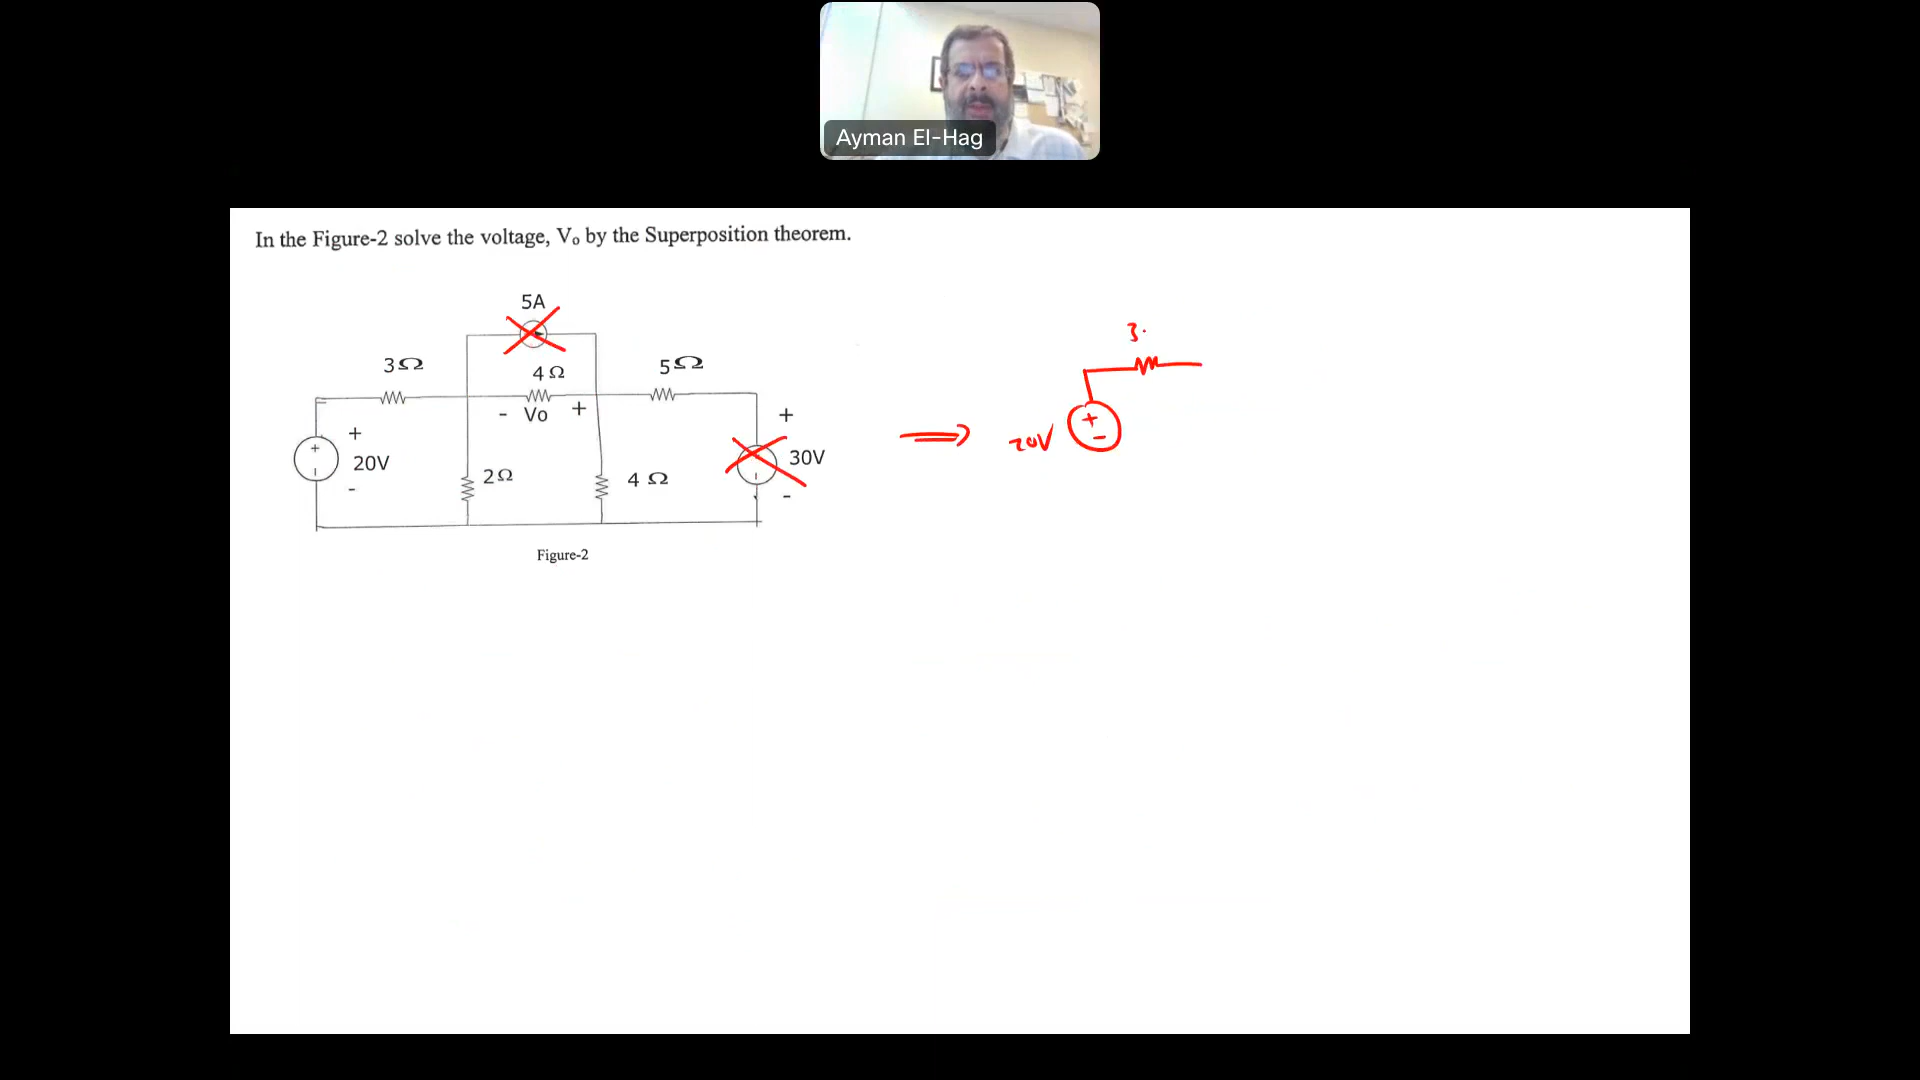 Ayman El-Hag
In the Figure-2 solve the voltage, Vₒ by the Superposition theorem.
5A
3Ω
4Ω
5Ω
- Vo +
+
20V
-
2Ω
4 Ω
+
30V
-
Figure-2
3
20V
+
-